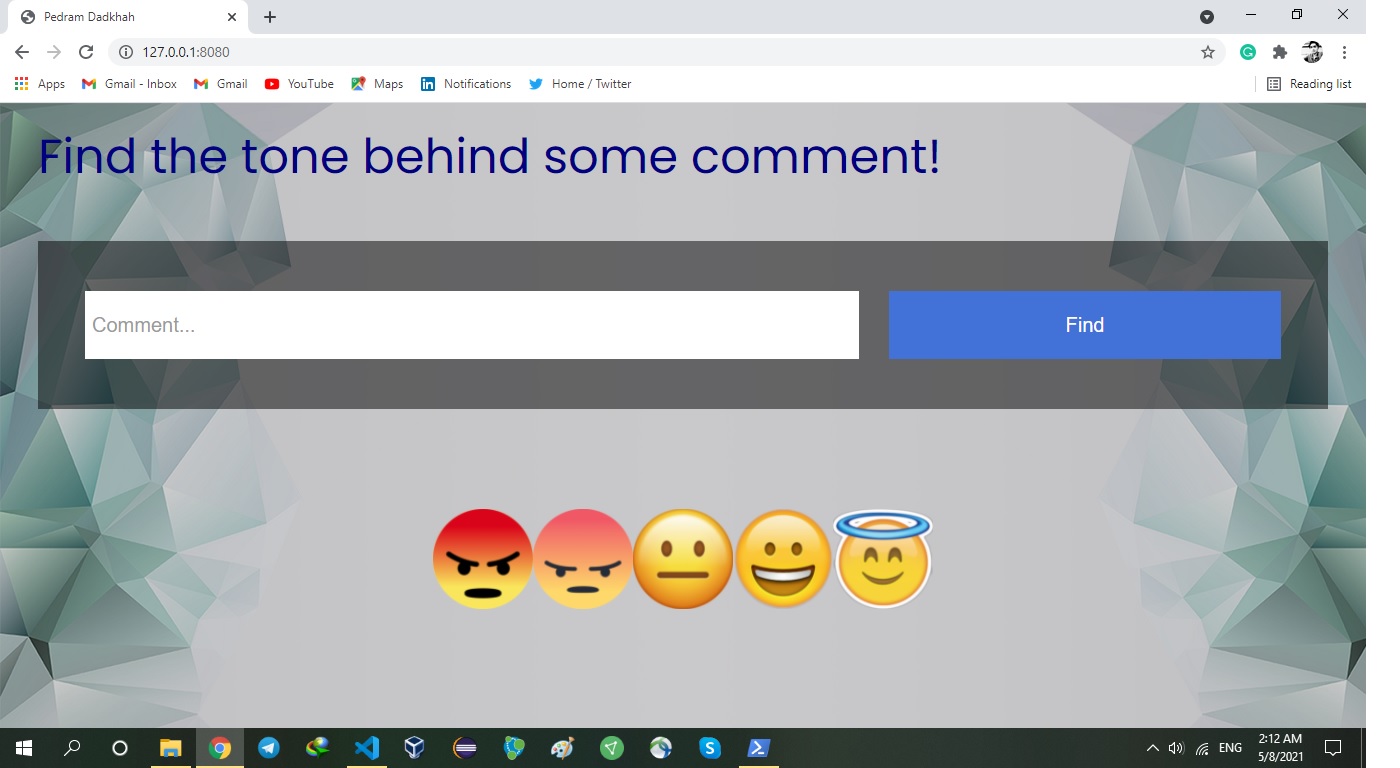 Pedram Dadkhah
127.0.0.1:8080
Apps Gmail - Inbox Gmail YouTube Maps Notifications Home / Twitter Reading list
Find the tone behind some comment!
Comment... Find
ENG 2:12 AM
5/8/2021